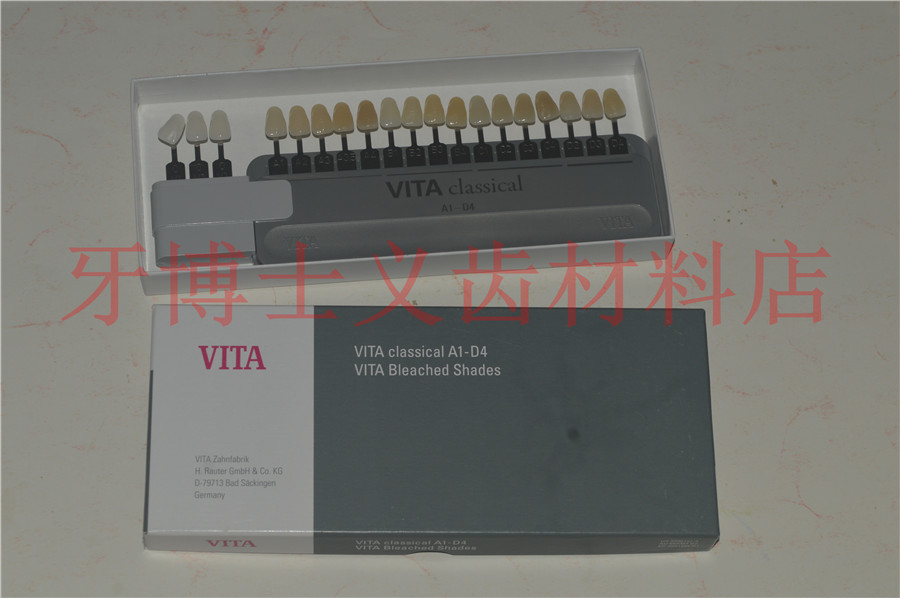 VITA classical
A1-D4
VITA
VITA
牙博士义齿材料店
VITA
VITA classical A1-D4
VITA Bleached Shades
VITA Zahnfabrik
H. Rauter GmbH & Co. KG
D-79713 Bad Säckingen
Germany
VITA
VITA classical A1-D4
VITA Bleached Shades